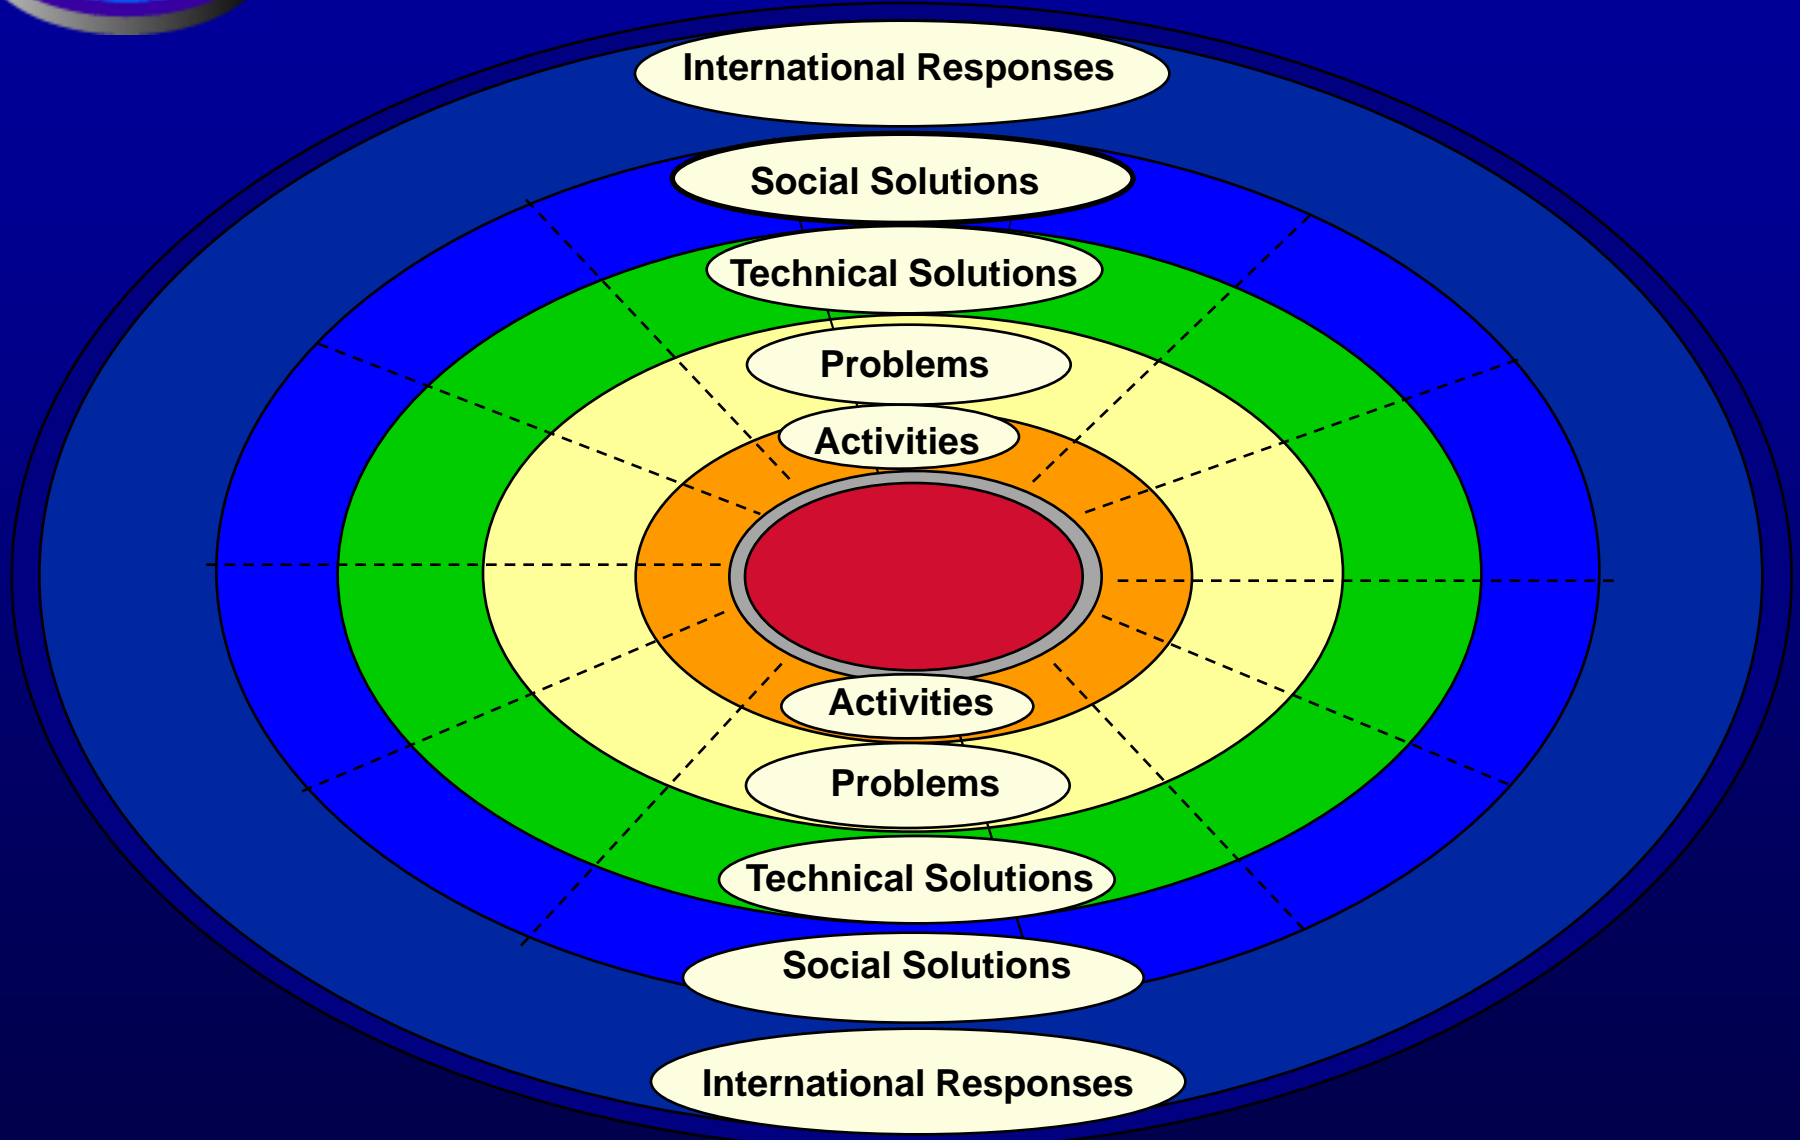 International Responses
Social Solutions
Technical Solutions
Problems
Activities
Activities
Problems
Technical Solutions
Social Solutions
International Responses